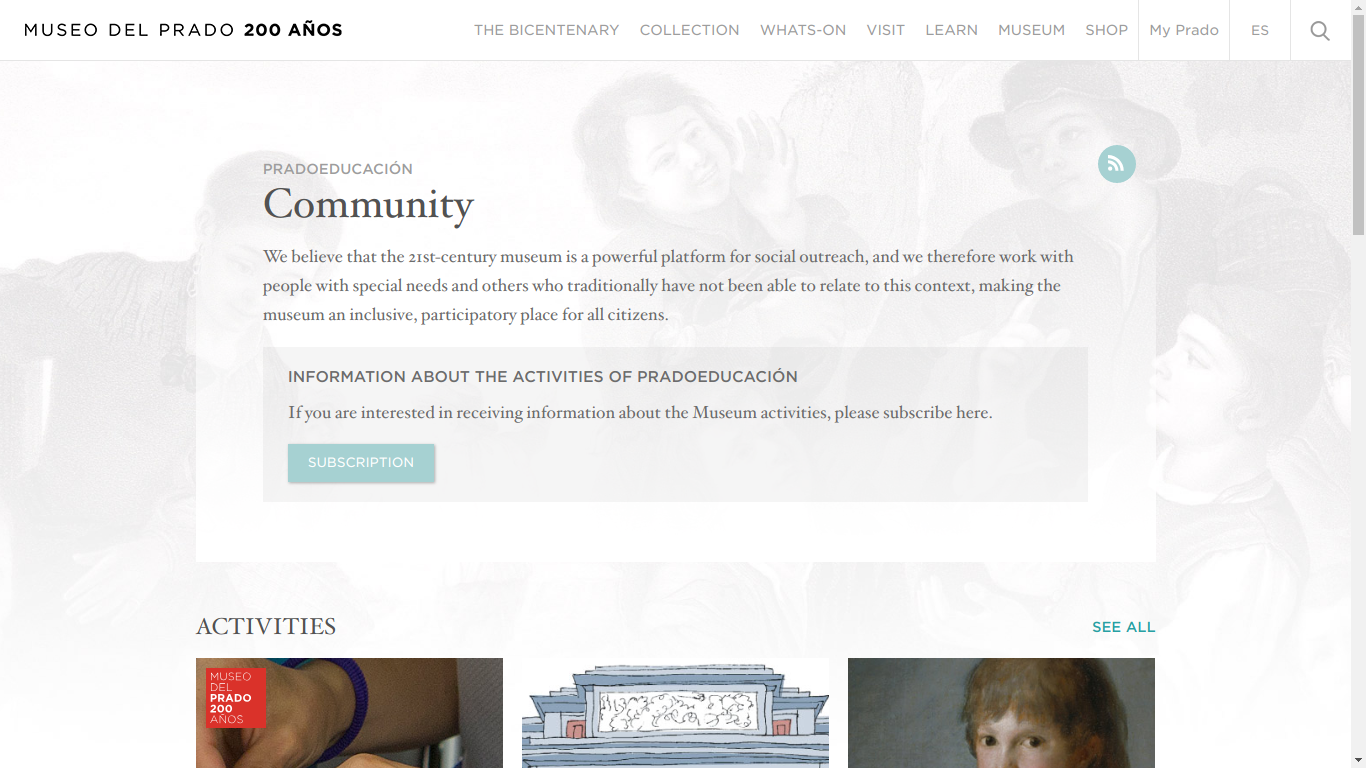 MUSEO DEL PRADO 200 AÑOS
THE BICENTENARY COLLECTION WHATS-ON VISIT LEARN MUSEUM SHOP My Prado ES
PRADOEDUCACIÓN
Community
We believe that the 21st-century museum is a powerful platform for social outreach, and we therefore work with
people with special needs and others who traditionally have not been able to relate to this context, making the
museum an inclusive, participatory place for all citizens.
INFORMATION ABOUT THE ACTIVITIES OF PRADOEDUCACIÓN
If you are interested in receiving information about the Museum activities, please subscribe here.
SUBSCRIPTION
ACTIVITIES
SEE ALL
MUSEO
DEL
PRADO
200
AÑOS